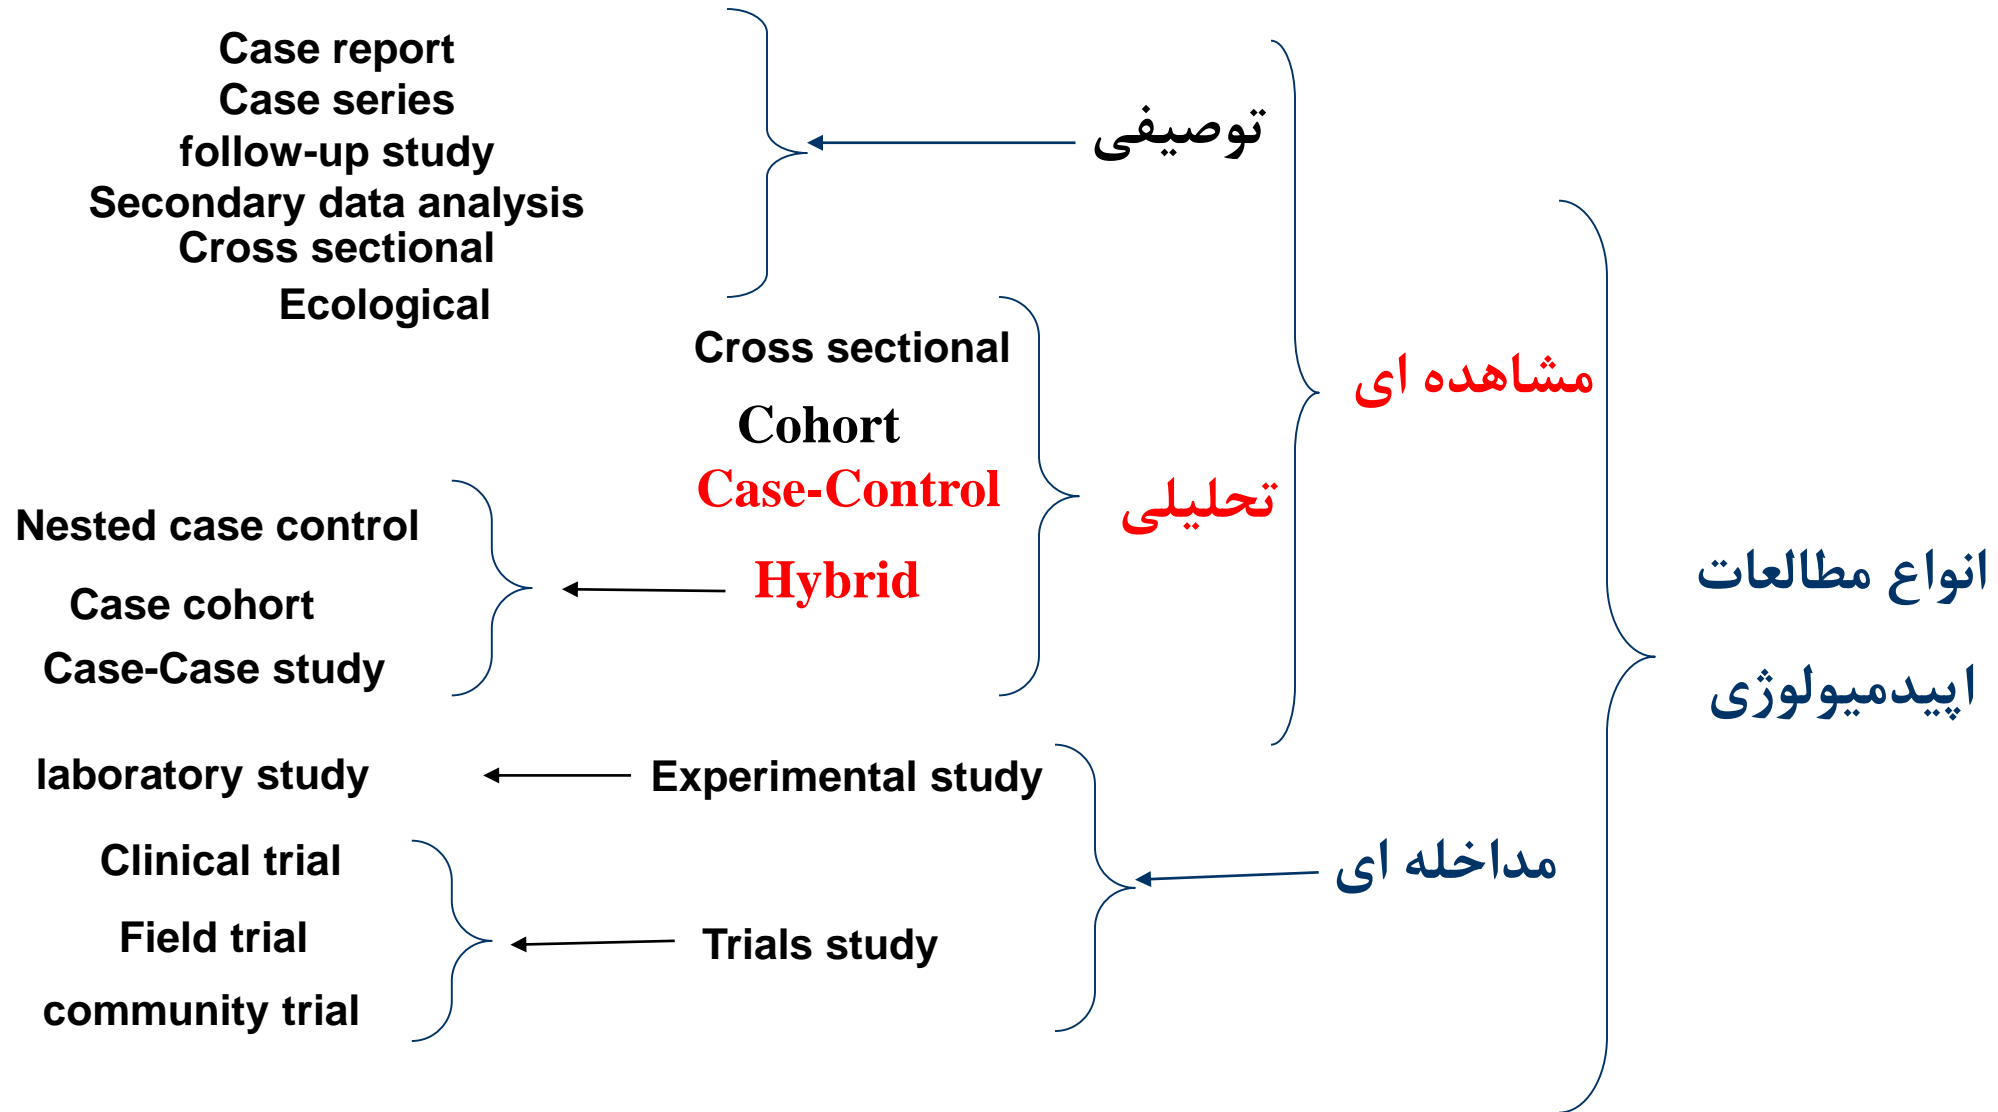 Case report
Case series
follow-up study
Secondary data analysis
Cross sectional
Ecological
توصیفی
Cross sectional
Cohort
Case-Control
Hybrid
تحلیلی
مشاهده ای
Nested case control
Case cohort
Case-Case study
انواع مطالعات
اپیدمیولوژی
laboratory study
Experimental study
Clinical trial
Field trial
community trial
Trials study
مداخله ای